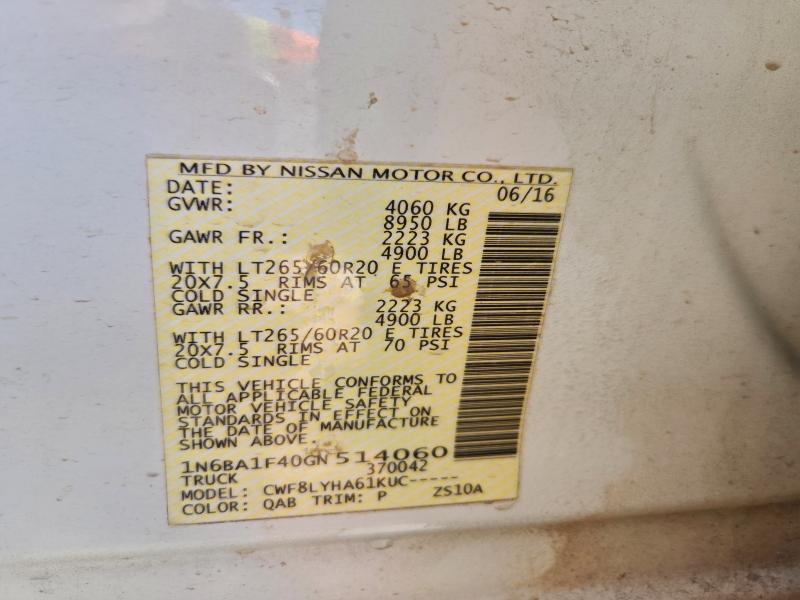 MFD BY NISSAN MOTOR CO., LTD.
DATE: 06/16
GVWR: 4060 KG
8950 LB
GAWR FR.: 2223 KG
4900 LB
WITH LT265/60R20 E TIRES
20X7.5 RIMS AT 65 PSI
COLD SINGLE
GAWR RR.: 2223 KG
4900 LB
WITH LT265/60R20 E TIRES
20X7.5 RIMS AT 70 PSI
COLD SINGLE
THIS VEHICLE CONFORMS TO
ALL APPLICABLE FEDERAL
MOTOR VEHICLE SAFETY
STANDARDS IN EFFECT ON
THE DATE OF MANUFACTURE
SHOWN ABOVE.
1N6BA1F40GN514060
TRUCK 370042
MODEL: CWF8LYHA61KUC-----
COLOR: QAB TRIM: P ZS10A